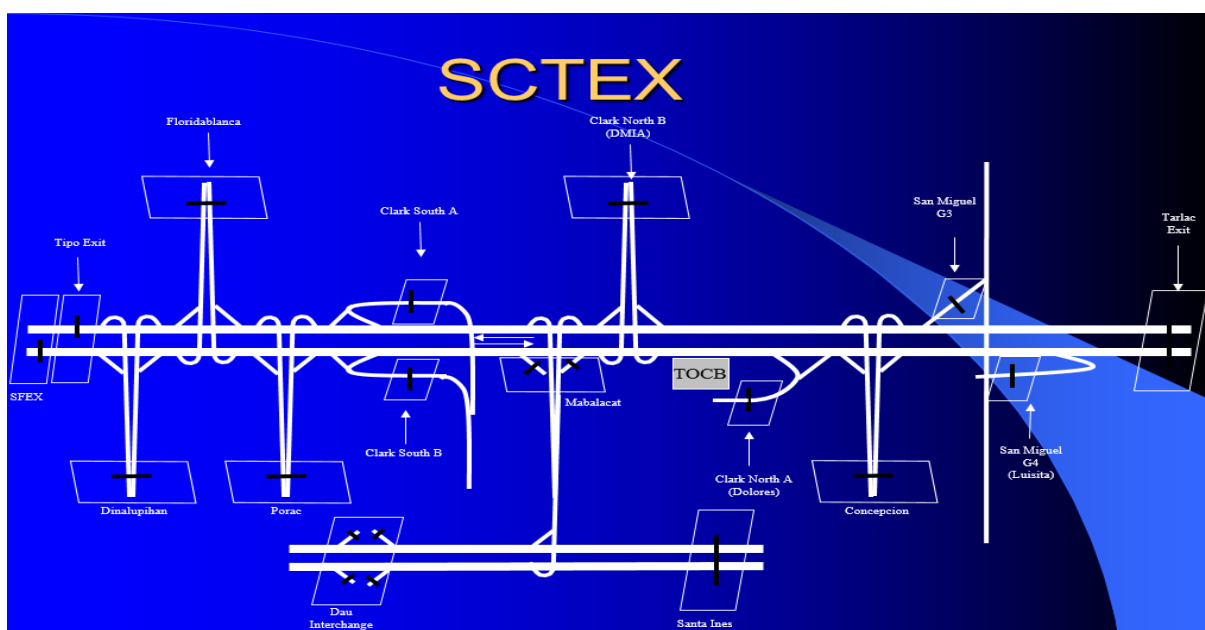 SCTEX
Floridablanca
Clark North B
(DMIA)
Clark South A
San Miguel
G3
Tarlac
Exit
Tipo Exit
TOCB
SFEX
Mabalacat
Clark South B
San Miguel
G4
(Luisita)
Clark North A
(Dolores)
Dinalupihan
Porac
Concepcion
Dau
Interchange
Santa Ines